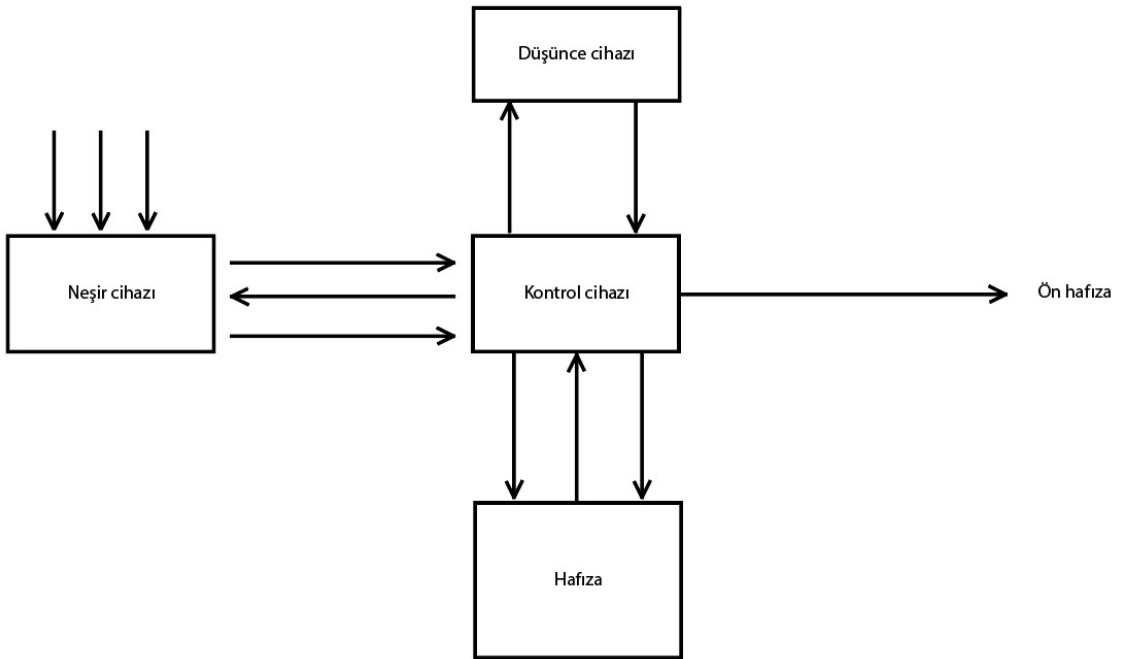 Düşünce cihazı
Neşir cihazı
Kontrol cihazı
Ön hafıza
Hafıza